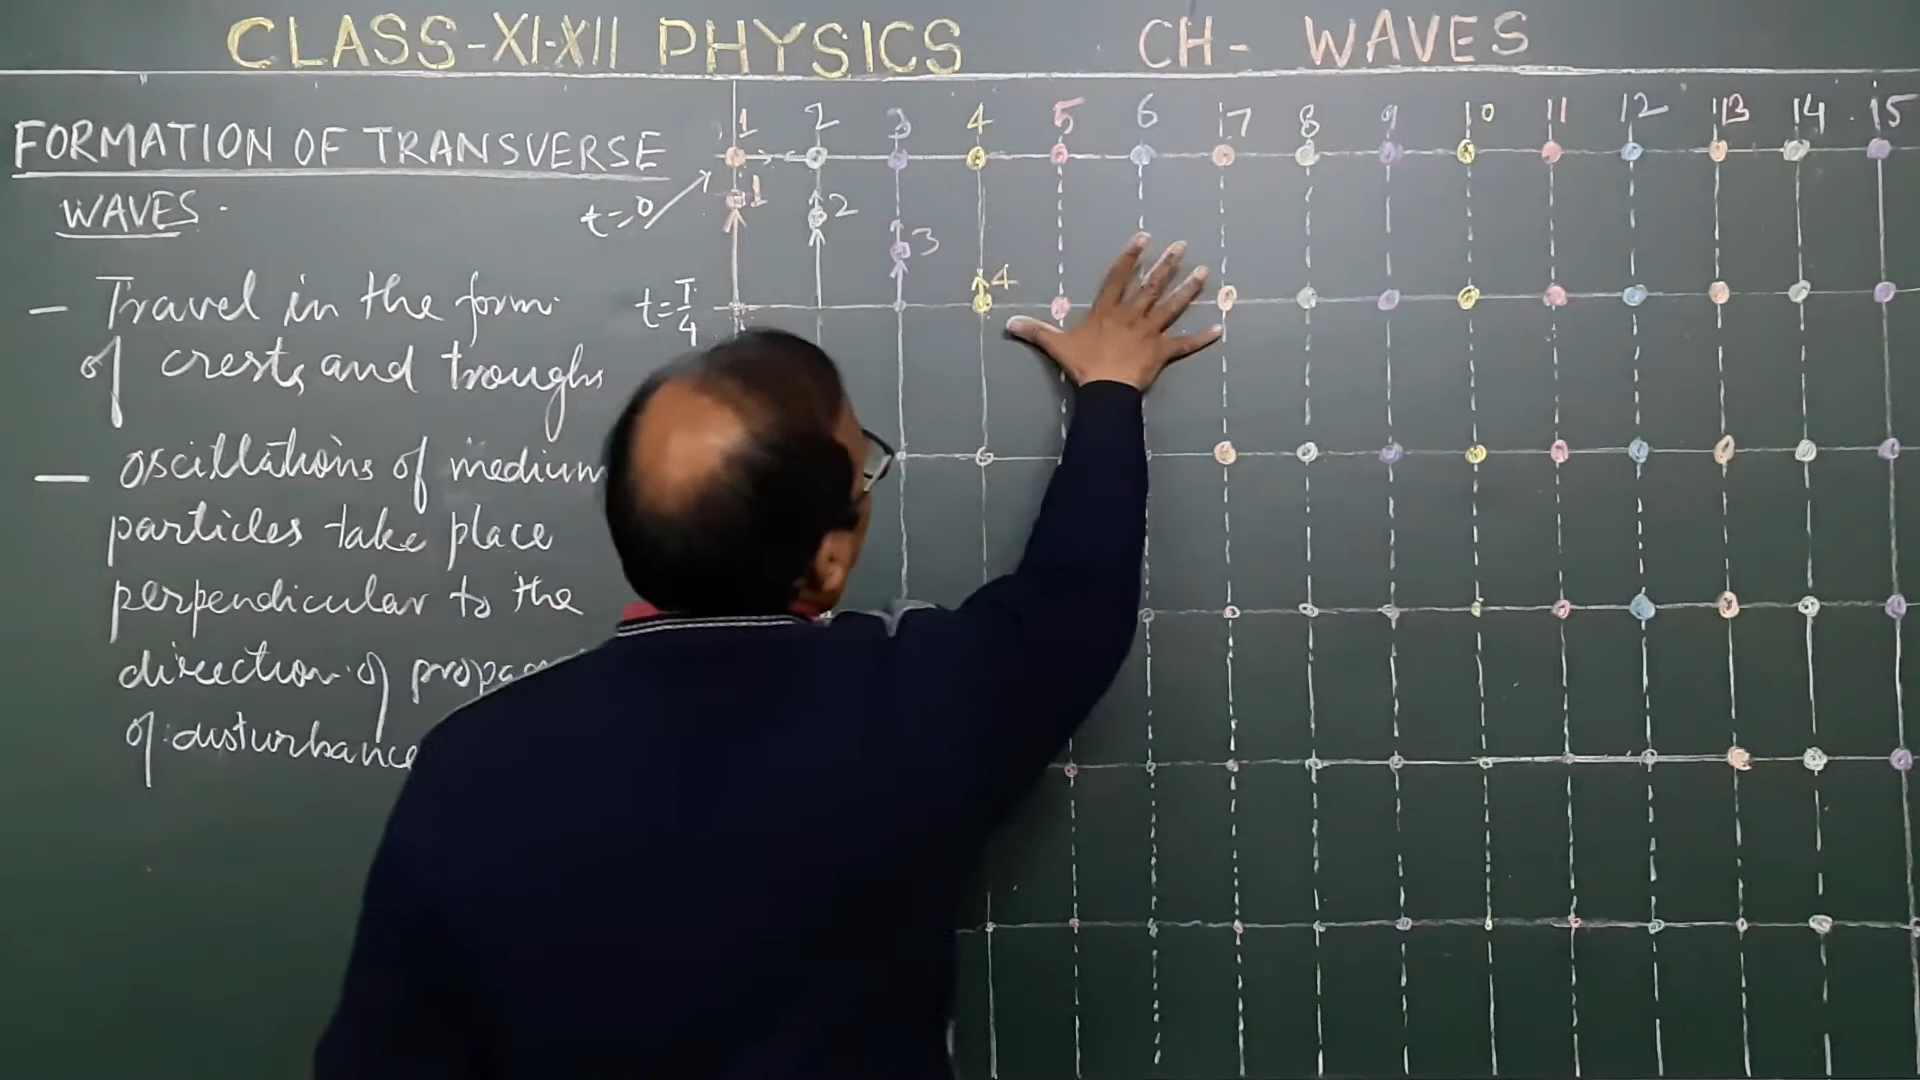 CLASS-XI-XII PHYSICS CH- WAVES
1 2 3 4 5 6 7 8 9 10 11 12 13 14 15
FORMATION OF TRANSVERSE
WAVES.
t=0
1 2 3 4
t=T/4
- Travel in the form
of crests and troughs
- oscillations of medium
particles take place
perpendicular to the
direction of
of disturbance